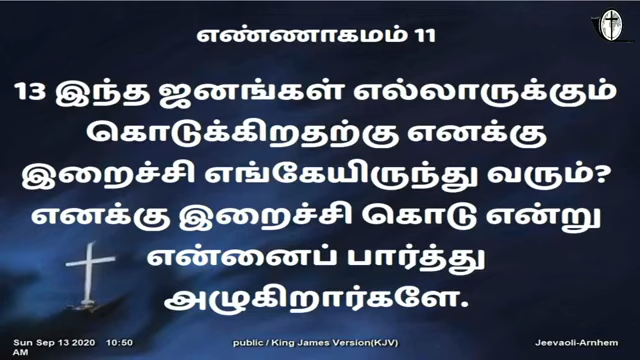 எண்ணாகமம் 11
13 இந்த ஜனங்கள் எல்லாருக்கும்
கொடுக்கிறதற்கு எனக்கு
இறைச்சி எங்கேயிருந்து வரும்?
எனக்கு இறைச்சி கொடு என்று
என்னைப் பார்த்து
அழுகிறார்களே.
Sun Sep 13 2020 10:50
AM
public / King James Version(KJV)
Jeevaoli-Arnhem